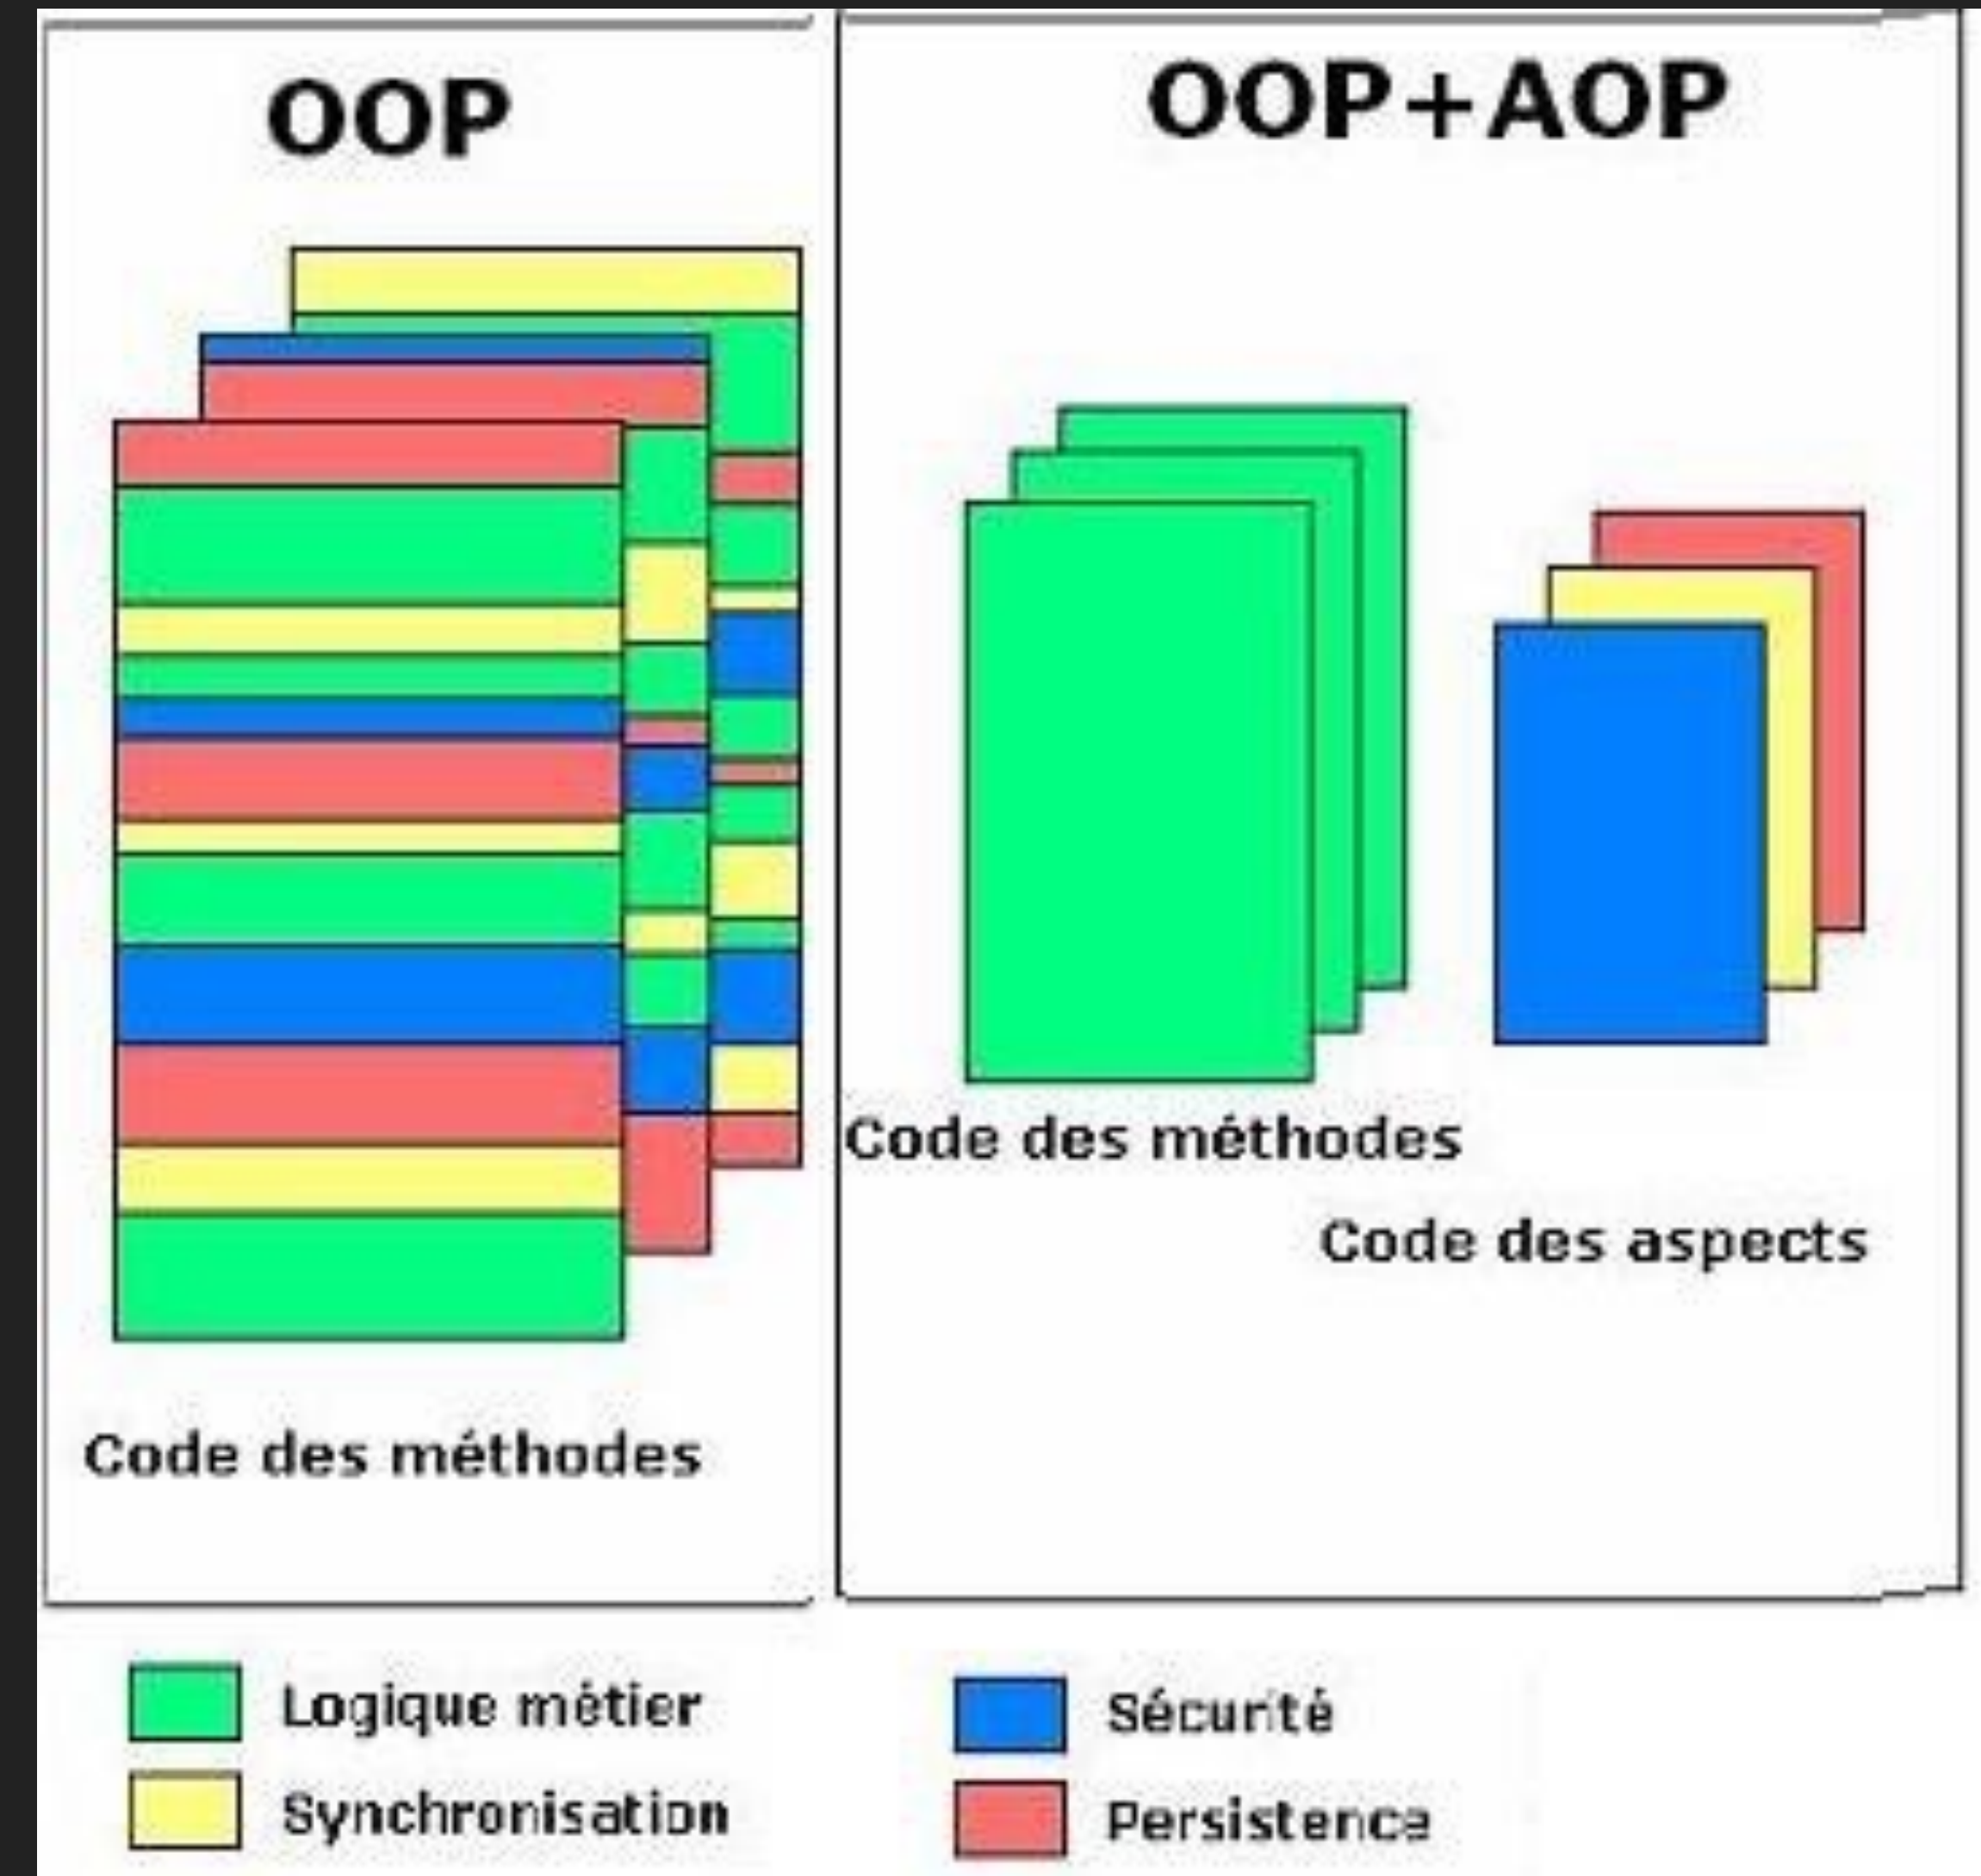 OOP
Code des méthodes
OOP+AOP
Code des méthodes
Code des aspects
Logique métier
Synchronisation
Sécurité
Persistence